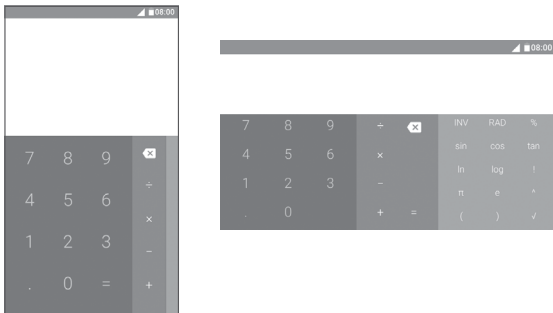 08:00
7 8 9
÷
4 5 6
×
1 2 3
−
. 0 =
+
08:00
7 8 9 ÷ INV RAD %
4 5 6 × sin cos tan
ln log !
1 2 3 −
π e ^
. 0 + = ( ) √